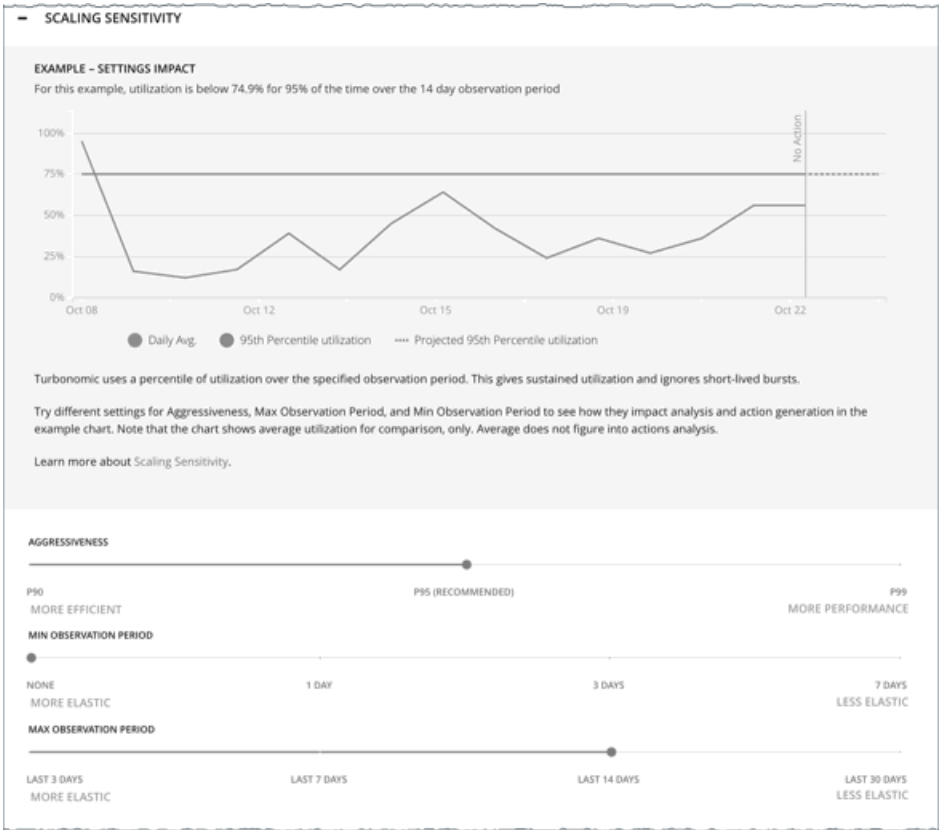 – SCALING SENSITIVITY
EXAMPLE – SETTINGS IMPACT
For this example, utilization is below 74.9% for 95% of the time over the 14 day observation period
100%
75%
50%
25%
0%
No Action
Oct 08 Oct 12 Oct 15 Oct 19 Oct 22
Daily Avg. 95th Percentile utilization Projected 95th Percentile utilization
Turbonomic uses a percentile of utilization over the specified observation period. This gives sustained utilization and ignores short-lived bursts.
Try different settings for Aggressiveness, Max Observation Period, and Min Observation Period to see how they impact analysis and action generation in the
example chart. Note that the chart shows average utilization for comparison, only. Average does not figure into actions analysis.
Learn more about Scaling Sensitivity.
AGGRESSIVENESS
P90 P95 (RECOMMENDED) P99
MORE EFFICIENT MORE PERFORMANCE
MIN OBSERVATION PERIOD
NONE 1 DAY 3 DAYS 7 DAYS
MORE ELASTIC LESS ELASTIC
MAX OBSERVATION PERIOD
LAST 3 DAYS LAST 7 DAYS LAST 14 DAYS LAST 30 DAYS
MORE ELASTIC LESS ELASTIC